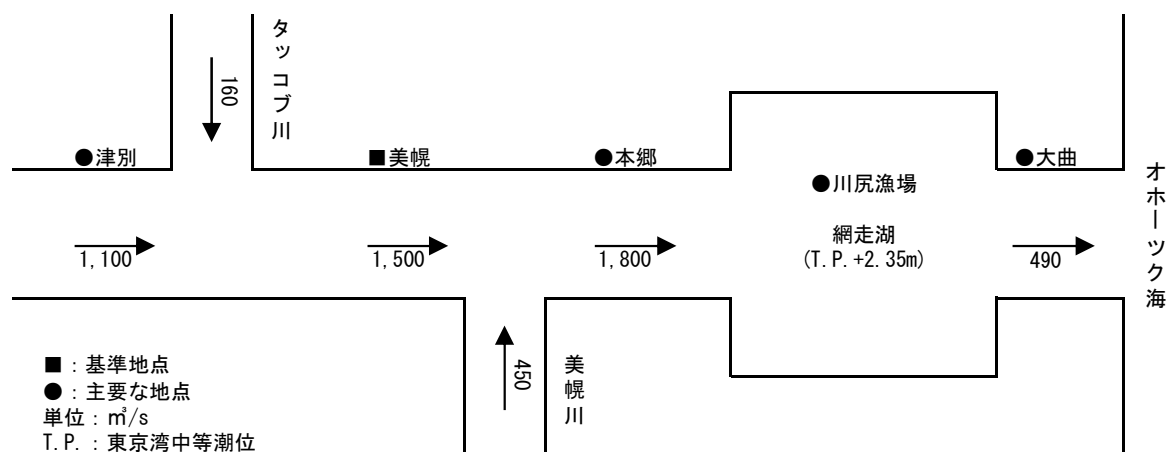 タッコブ川
160
●津別
■美幌
●本郷
●大曲
●川尻漁場
網走湖
(T.P.+2.35m)
1,100
1,500
1,800
490
オホーツク海
450
美幌川
■：基準地点
●：主要な地点
単位：㎥/s
T.P.：東京湾中等潮位